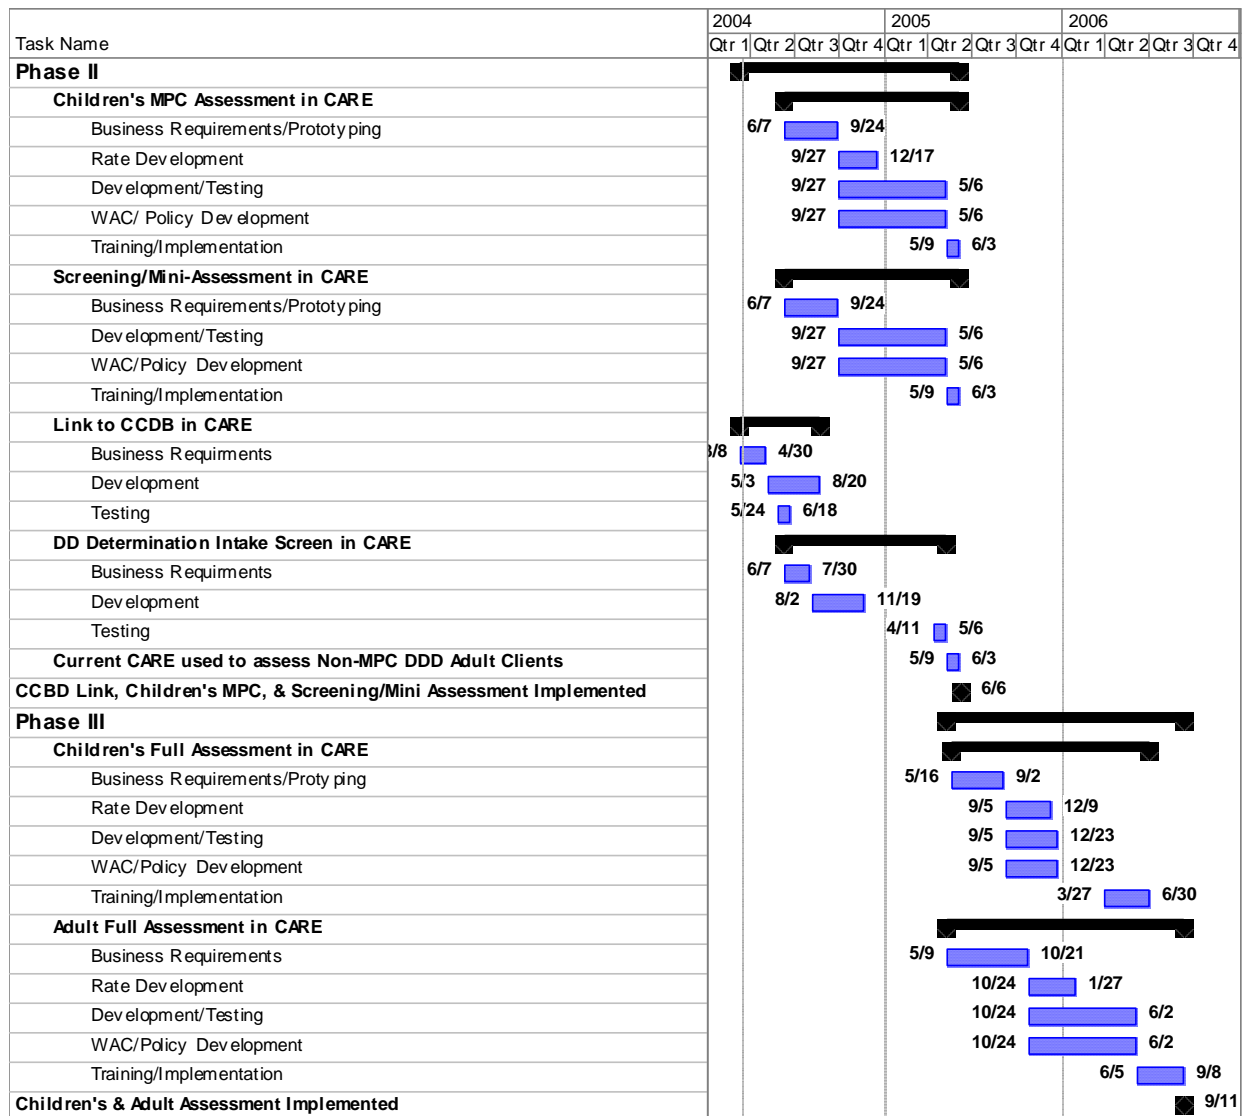 2004 2005 2006
Task Name Qtr 1 Qtr 2 Qtr 3 Qtr 4 Qtr 1 Qtr 2 Qtr 3 Qtr 4 Qtr 1 Qtr 2 Qtr 3 Qtr 4
Phase II
Children's MPC Assessment in CARE
Business Requirements/Prototyping 6/7 9/24
Rate Development 9/27 12/17
Development/Testing 9/27 5/6
WAC/ Policy Development 9/27 5/6
Training/Implementation 5/9 6/3
Screening/Mini-Assessment in CARE
Business Requirements/Prototyping 6/7 9/24
Development/Testing 9/27 5/6
WAC/Policy Development 9/27 5/6
Training/Implementation 5/9 6/3
Link to CCDB in CARE
Business Requirments /8 4/30
Development 5/3 8/20
Testing 5/24 6/18
DD Determination Intake Screen in CARE
Business Requirments 6/7 7/30
Development 8/2 11/19
Testing 4/11 5/6
Current CARE used to assess Non-MPC DDD Adult Clients 5/9 6/3
CCBD Link, Children's MPC, & Screening/Mini Assessment Implemented 6/6
Phase III
Children's Full Assessment in CARE
Business Requirements/Protyping 5/16 9/2
Rate Development 9/5 12/9
Development/Testing 9/5 12/23
WAC/Policy Development 9/5 12/23
Training/Implementation 3/27 6/30
Adult Full Assessment in CARE
Business Requirements 5/9 10/21
Rate Development 10/24 1/27
Development/Testing 10/24 6/2
WAC/Policy Development 10/24 6/2
Training/Implementation 6/5 9/8
Children's & Adult Assessment Implemented 9/11